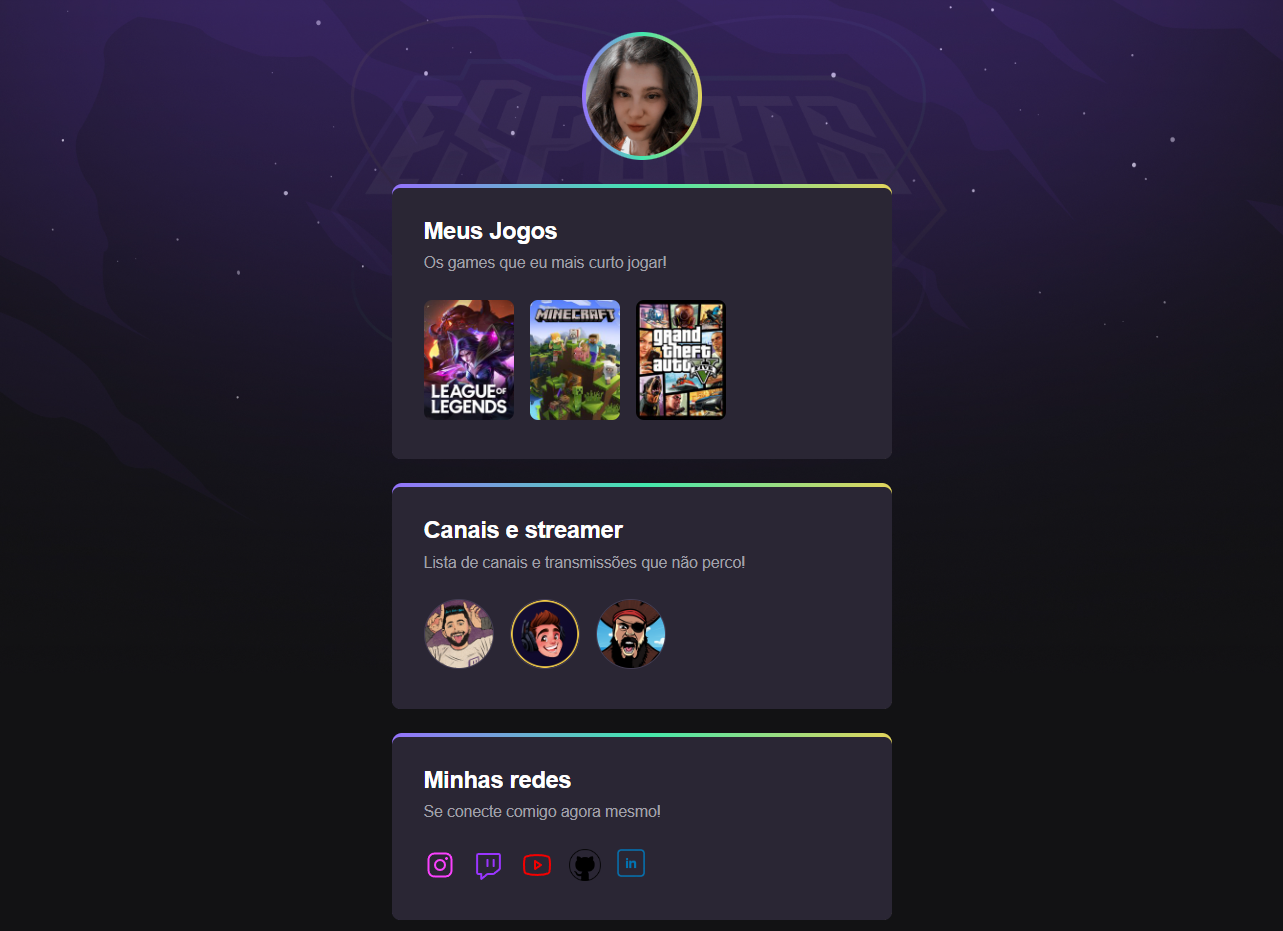 ESPORTS
Meus Jogos
Os games que eu mais curto jogar!
LEAGUE OF
LEGENDS
MINECRAFT
grand
theft
auto
V
FIVE
Canais e streamer
Lista de canais e transmissões que não perco!
Minhas redes
Se conecte comigo agora mesmo!
in